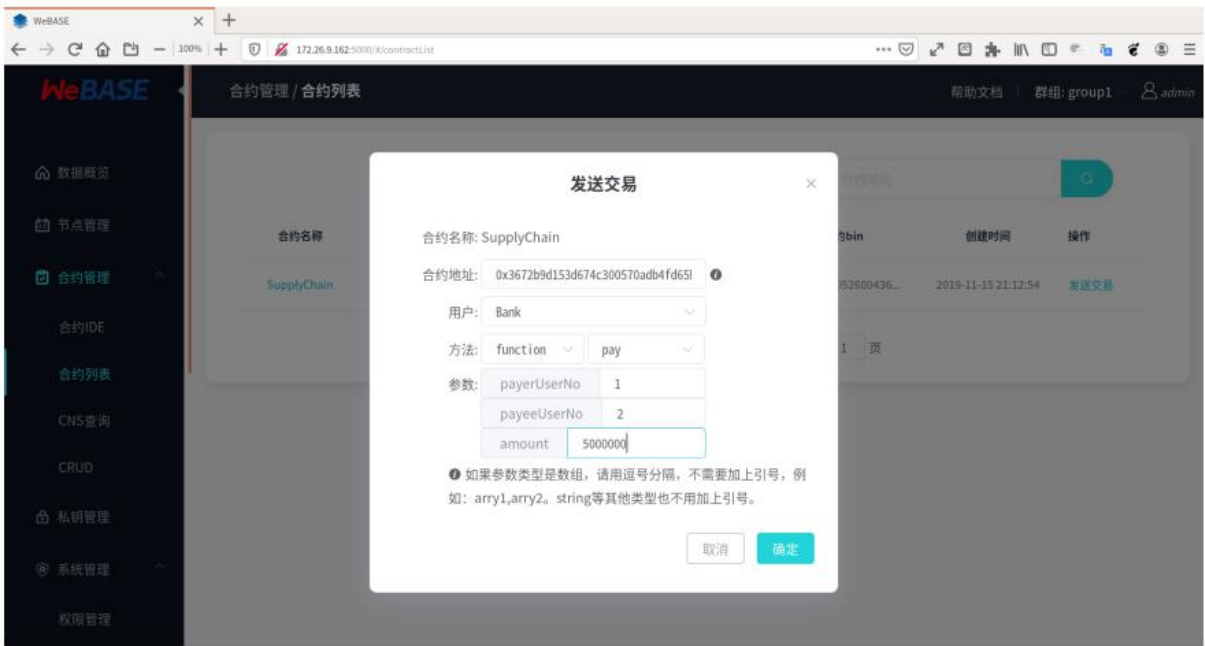 WeBASE
100%
172.26.9.162:5000/#/contractList
WeBASE
合约管理 / 合约列表
帮助文档
群组: group1
admin
数据概览
节点管理
合约管理
合约IDE
合约列表
CNS查询
CRUD
私钥管理
系统管理
权限管理
合约名称
约bin
创建时间
操作
SupplyChain
052600436...
2019-11-15 21:12:54
发送交易
1 页
发送交易
合约名称: SupplyChain
合约地址: 0x3672b9d153d674c300570adb4fd65
用户: Bank
方法: function pay
参数: payerUserNo 1
payeeUserNo 2
amount 5000000
如果参数类型是数组，请用逗号分隔，不需要加上引号，例
如：arry1,arry2。string等其他类型也不用加上引号。
取消
确定